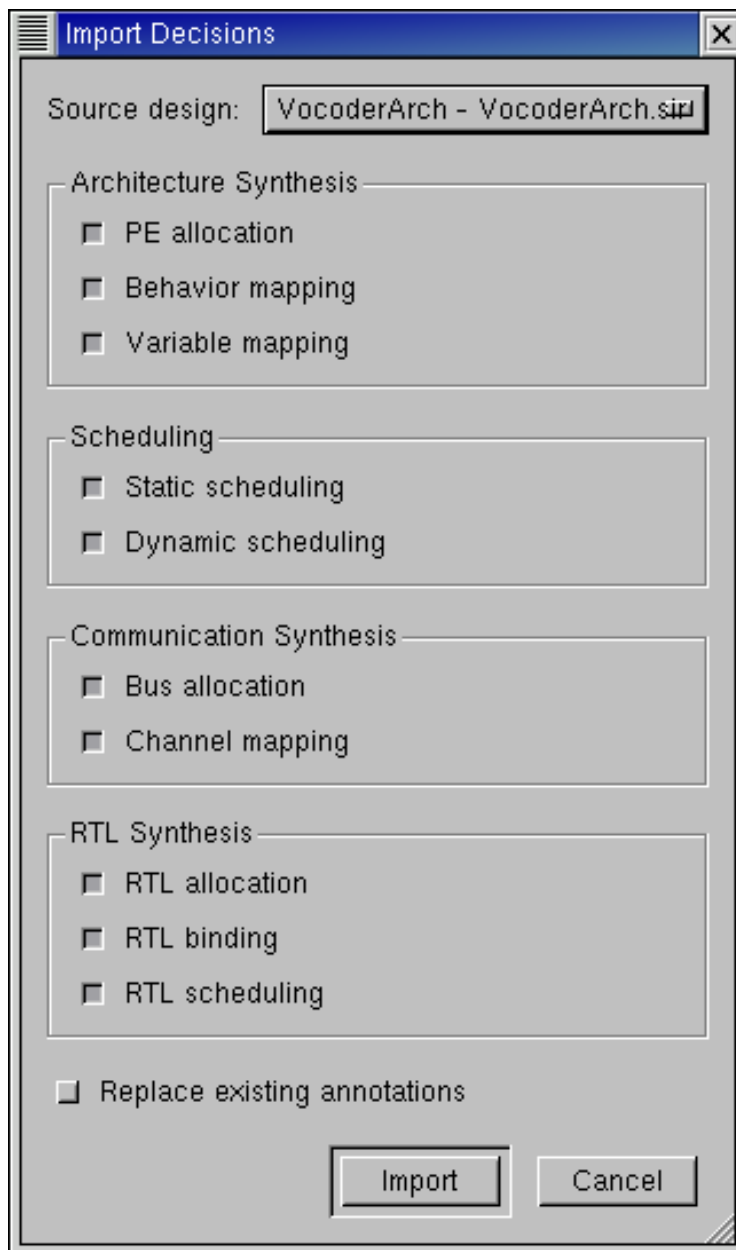 Import Decisions
Source design: VocoderArch - VocoderArch.sir
Architecture Synthesis
PE allocation
Behavior mapping
Variable mapping
Scheduling
Static scheduling
Dynamic scheduling
Communication Synthesis
Bus allocation
Channel mapping
RTL Synthesis
RTL allocation
RTL binding
RTL scheduling
Replace existing annotations
Import Cancel